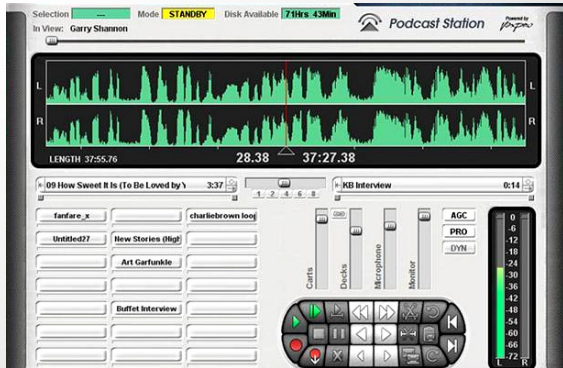 Selection --- Mode STANDBY Disk Available 71Hrs 43Min
In View: Garry Shannon
Podcast Station
Powered by
L L
R R
LENGTH 37:55.76 28.38 37:27.38
09 How Sweet It Is (To Be Loved by Y 3:37
1 2 4 6 8
KB Interview 0:14
fanfare_x charliebrown loop
Untitled27 New Stories (High
Art Garfunkle
Buffet Interview
Carts
Decks
Microphone
Monitor
AGC
PRO
DYN
0
-6
-12
-18
-24
-30
-36
-42
-48
-54
-60
-66
-72
L R